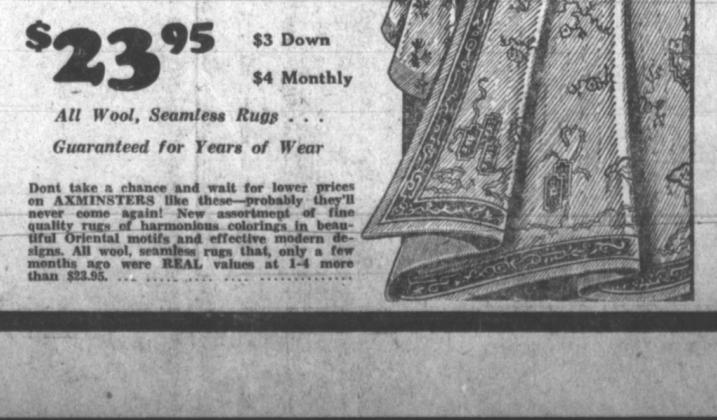 $23.95
$3 Down
$4 Monthly
All Wool, Seamless Rugs . . .
Guaranteed for Years of Wear
Dont take a chance and wait for lower prices
on AXMINSTERS like these—probably they'll
never come again! New assortment of fine
quality rugs of harmonious colorings in beau-
tiful Oriental motifs and effective modern de-
signs. All wool, seamless rugs that, only a few
months ago were REAL values at 1-4 more
than $23.95. ... ..... .... .... ...............